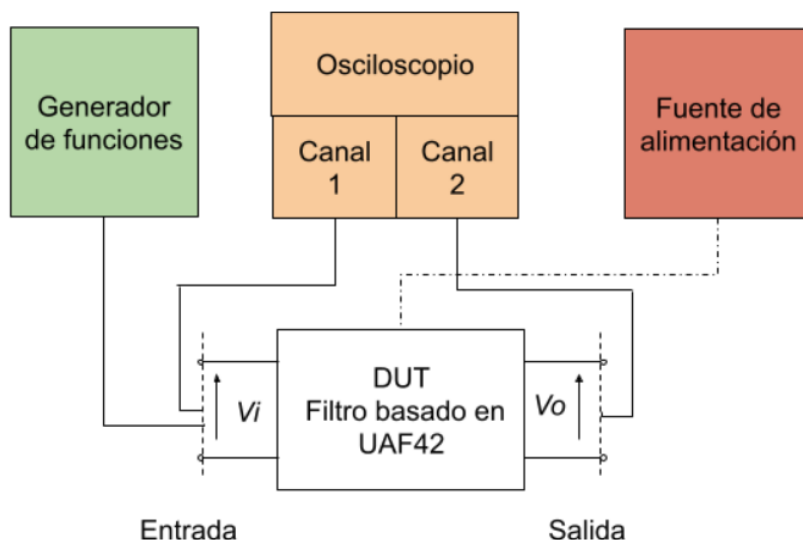 Generador
de funciones
Osciloscopio
Canal
1
Canal
2
Fuente de
alimentación
Vi
DUT
Filtro basado en
UAF42
Vo
Entrada
Salida